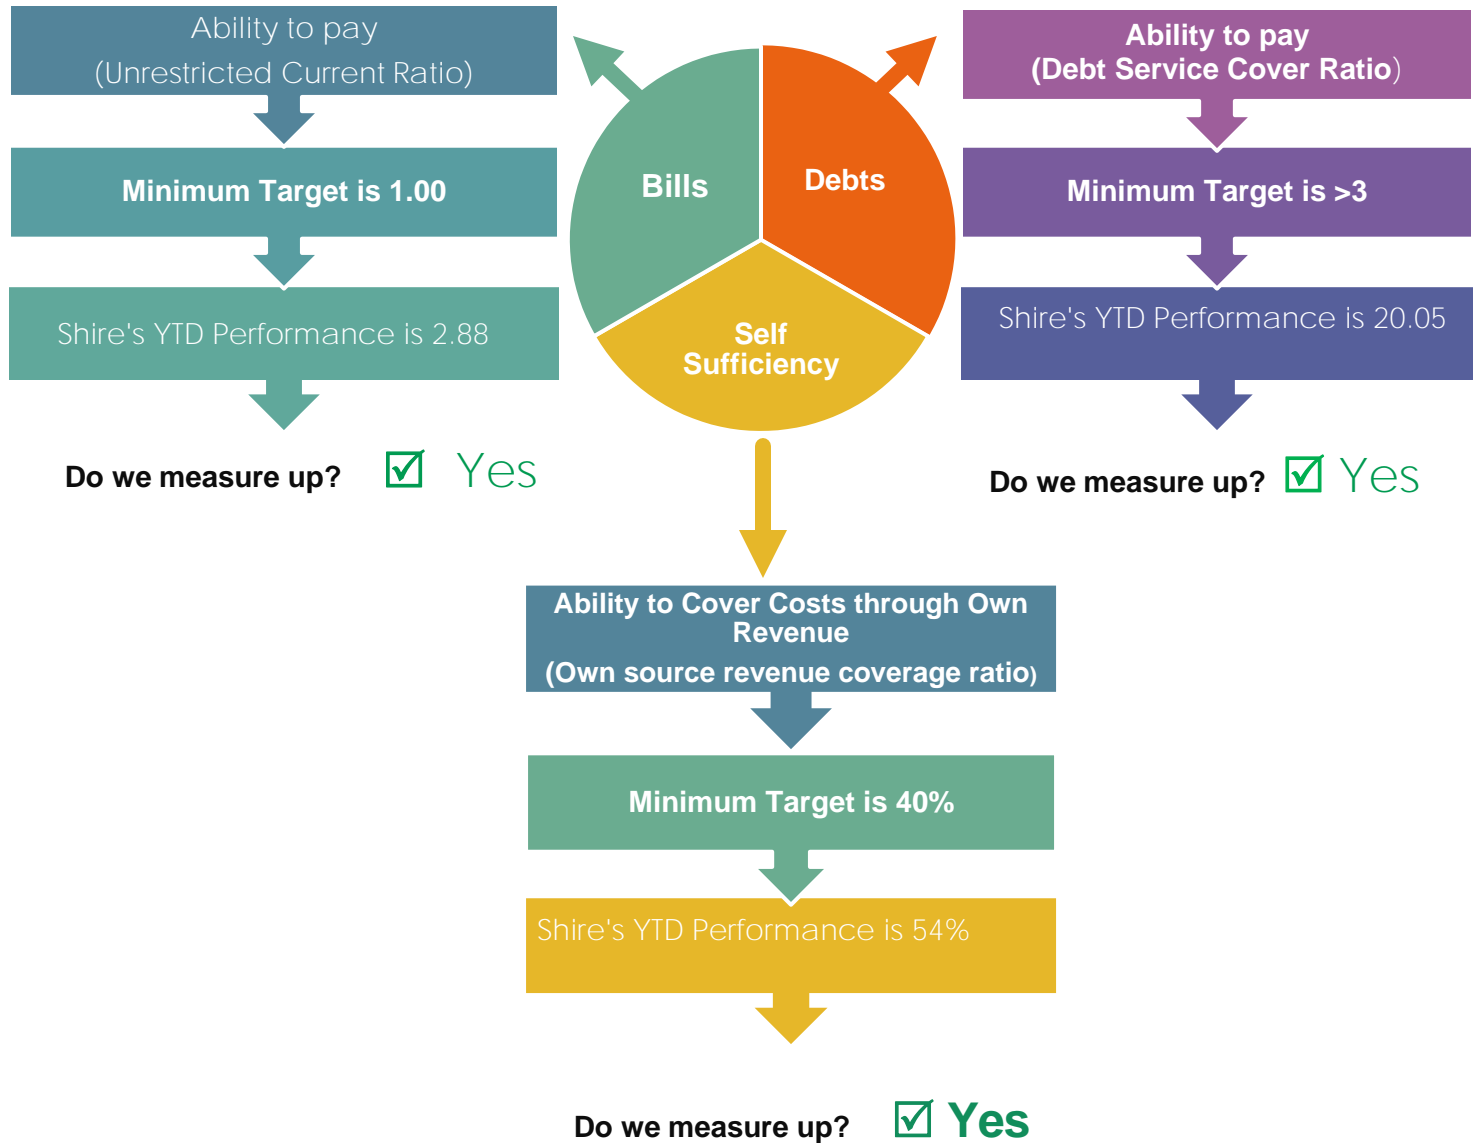 Ability to pay
(Unrestricted Current Ratio)
Minimum Target is 1.00
Shire's YTD Performance is 2.88
Do we measure up? ☑ Yes
Bills
Debts
Self
Sufficiency
Ability to pay
(Debt Service Cover Ratio)
Minimum Target is >3
Shire's YTD Performance is 20.05
Do we measure up? ☑ Yes
Ability to Cover Costs through Own
Revenue
(Own source revenue coverage ratio)
Minimum Target is 40%
Shire's YTD Performance is 54%
Do we measure up? ☑ Yes